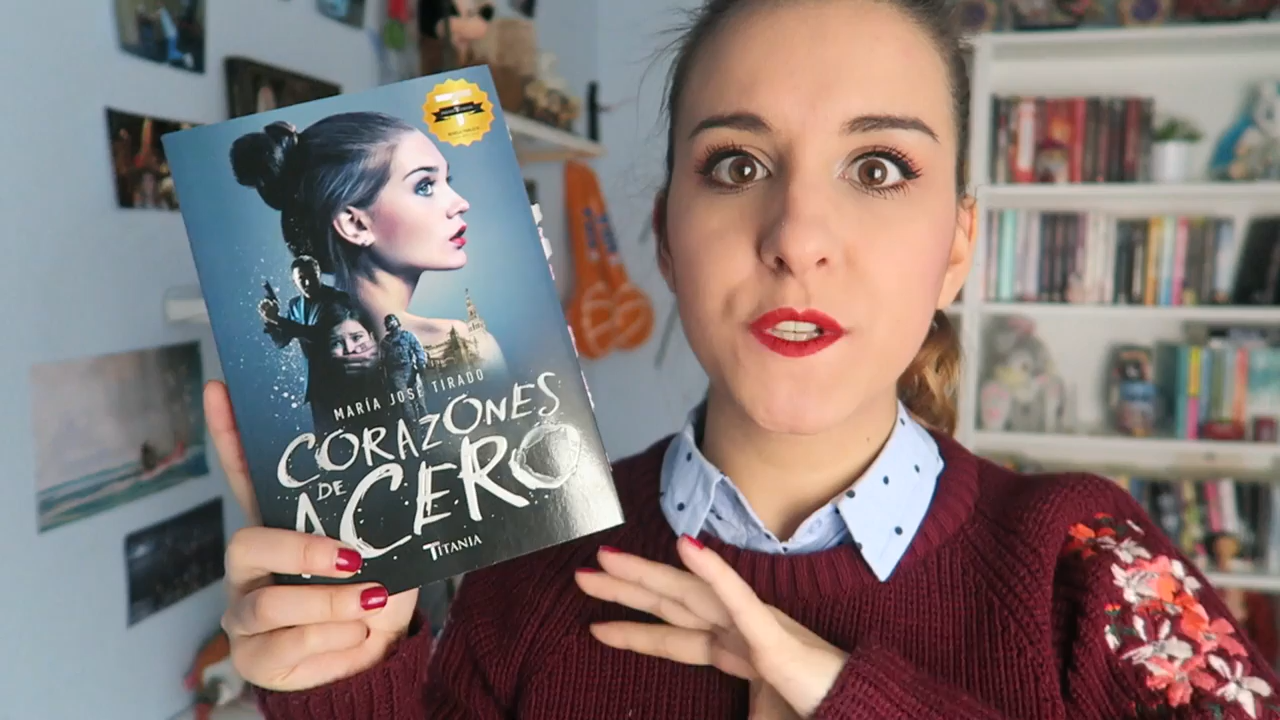 MARÍA JOSÉ TIRADO
CORAZONES
DE
ACERO
TITANIA